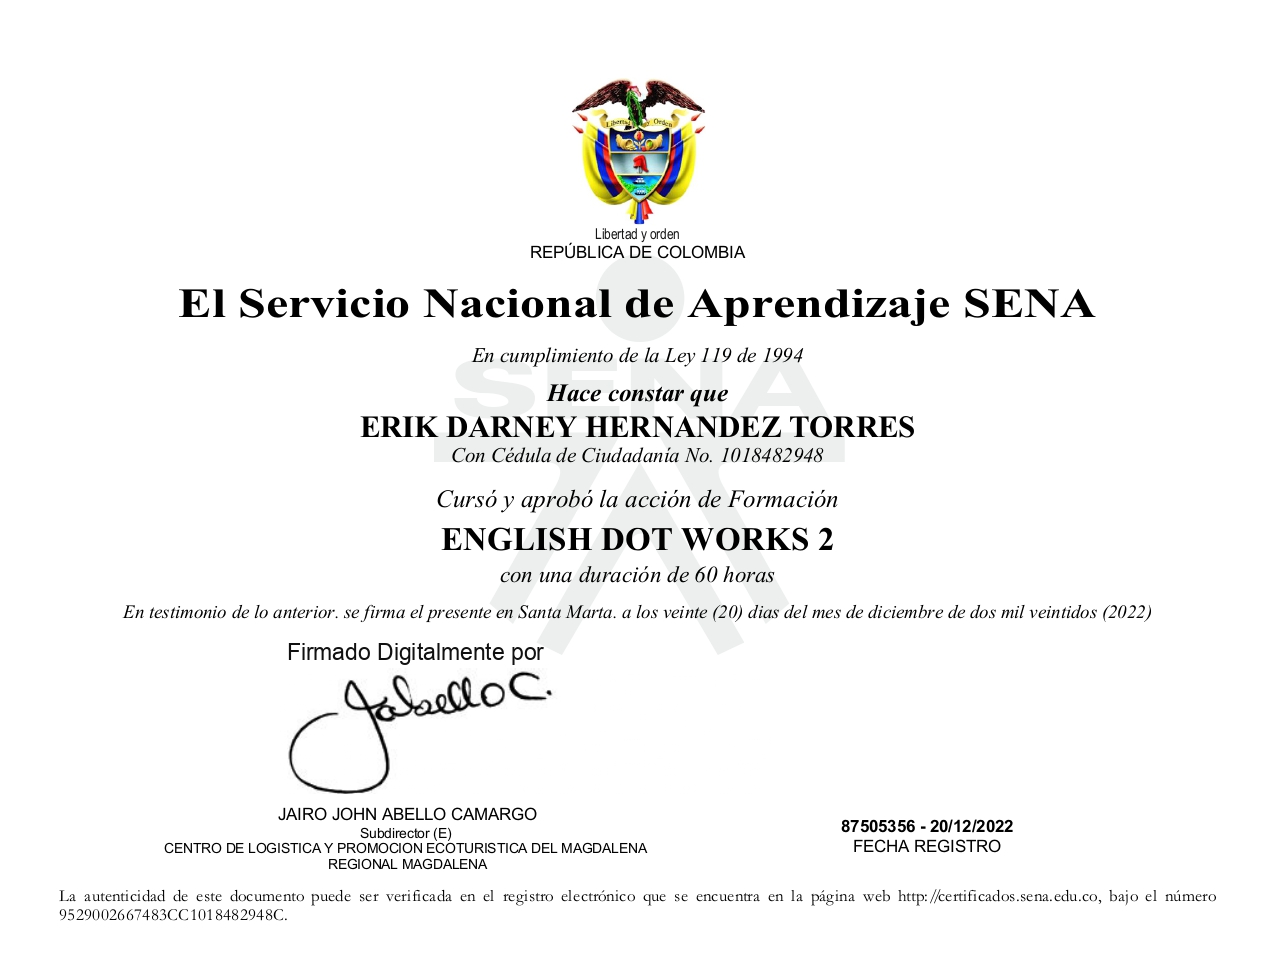 Libertad y Orden
Libertad y orden
REPÚBLICA DE COLOMBIA
El Servicio Nacional de Aprendizaje SENA
En cumplimiento de la Ley 119 de 1994
SENA
Hace constar que
ERIK DARNEY HERNANDEZ TORRES
Con Cédula de Ciudadanía No. 1018482948
Cursó y aprobó la acción de Formación
ENGLISH DOT WORKS 2
con una duración de 60 horas
En testimonio de lo anterior. se firma el presente en Santa Marta. a los veinte (20) dias del mes de diciembre de dos mil veintidos (2022)
Firmado Digitalmente por
JabelloC.
JAIRO JOHN ABELLO CAMARGO
Subdirector (E)
CENTRO DE LOGISTICA Y PROMOCION ECOTURISTICA DEL MAGDALENA
REGIONAL MAGDALENA
87505356 - 20/12/2022
FECHA REGISTRO
La autenticidad de este documento puede ser verificada en el registro electrónico que se encuentra en la página web http://certificados.sena.edu.co, bajo el número
9529002667483CC1018482948C.